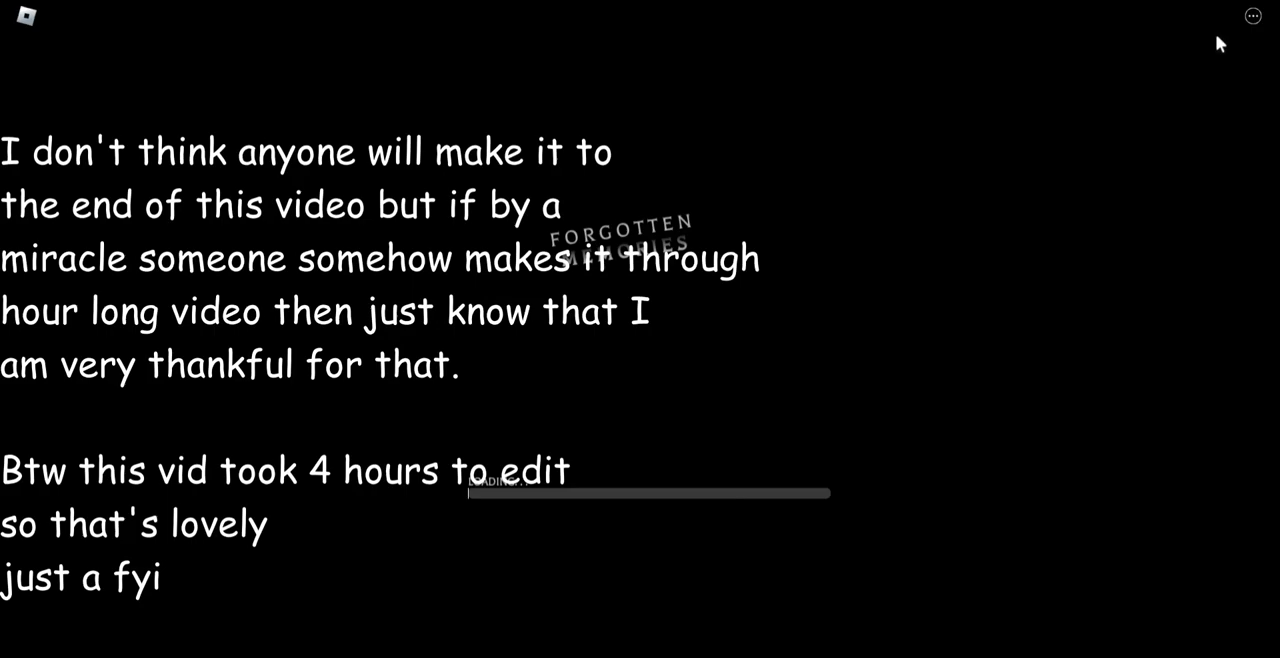 I don't think anyone will make it to
the end of this video but if by a
FORGOTTEN
MEMORIES
miracle someone somehow makes it through
hour long video then just know that I
am very thankful for that.
Btw this vid took 4 hours to edit
LOADING...
so that's lovely
just a fyi